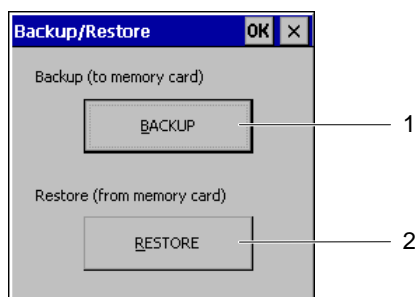 Backup/Restore OK ×
Backup (to memory card)
BACKUP 1
Restore (from memory card)
RESTORE 2